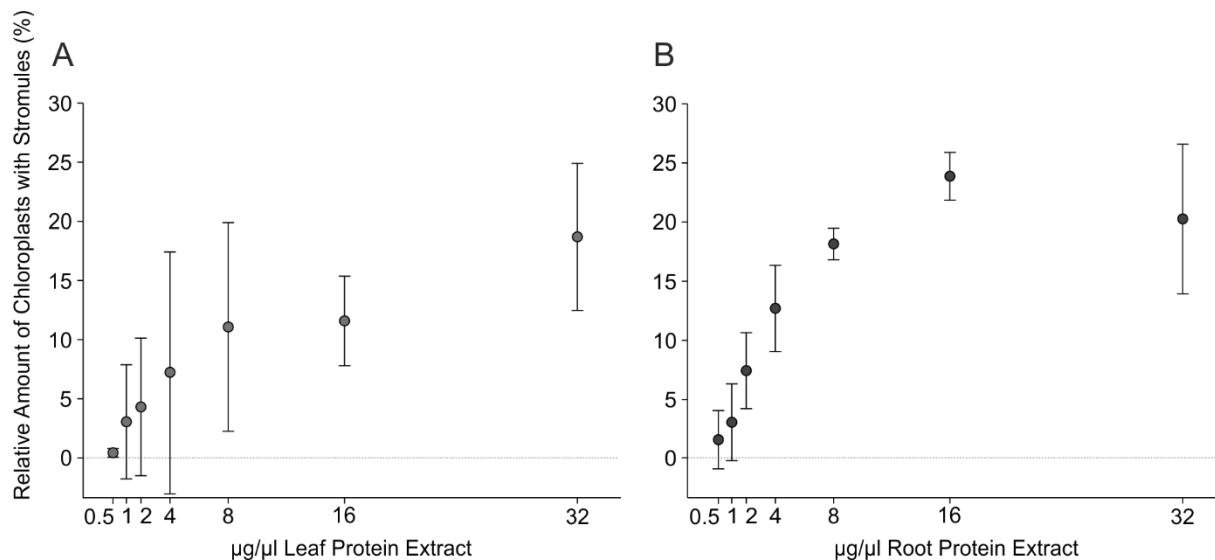 A
B
Relative Amount of Chloroplasts with Stromules (%)
30
25
20
15
10
5
0
0.5 1 2 4 8 16 32
µg/µl Leaf Protein Extract
30
25
20
15
10
5
0
0.5 1 2 4 8 16 32
µg/µl Root Protein Extract